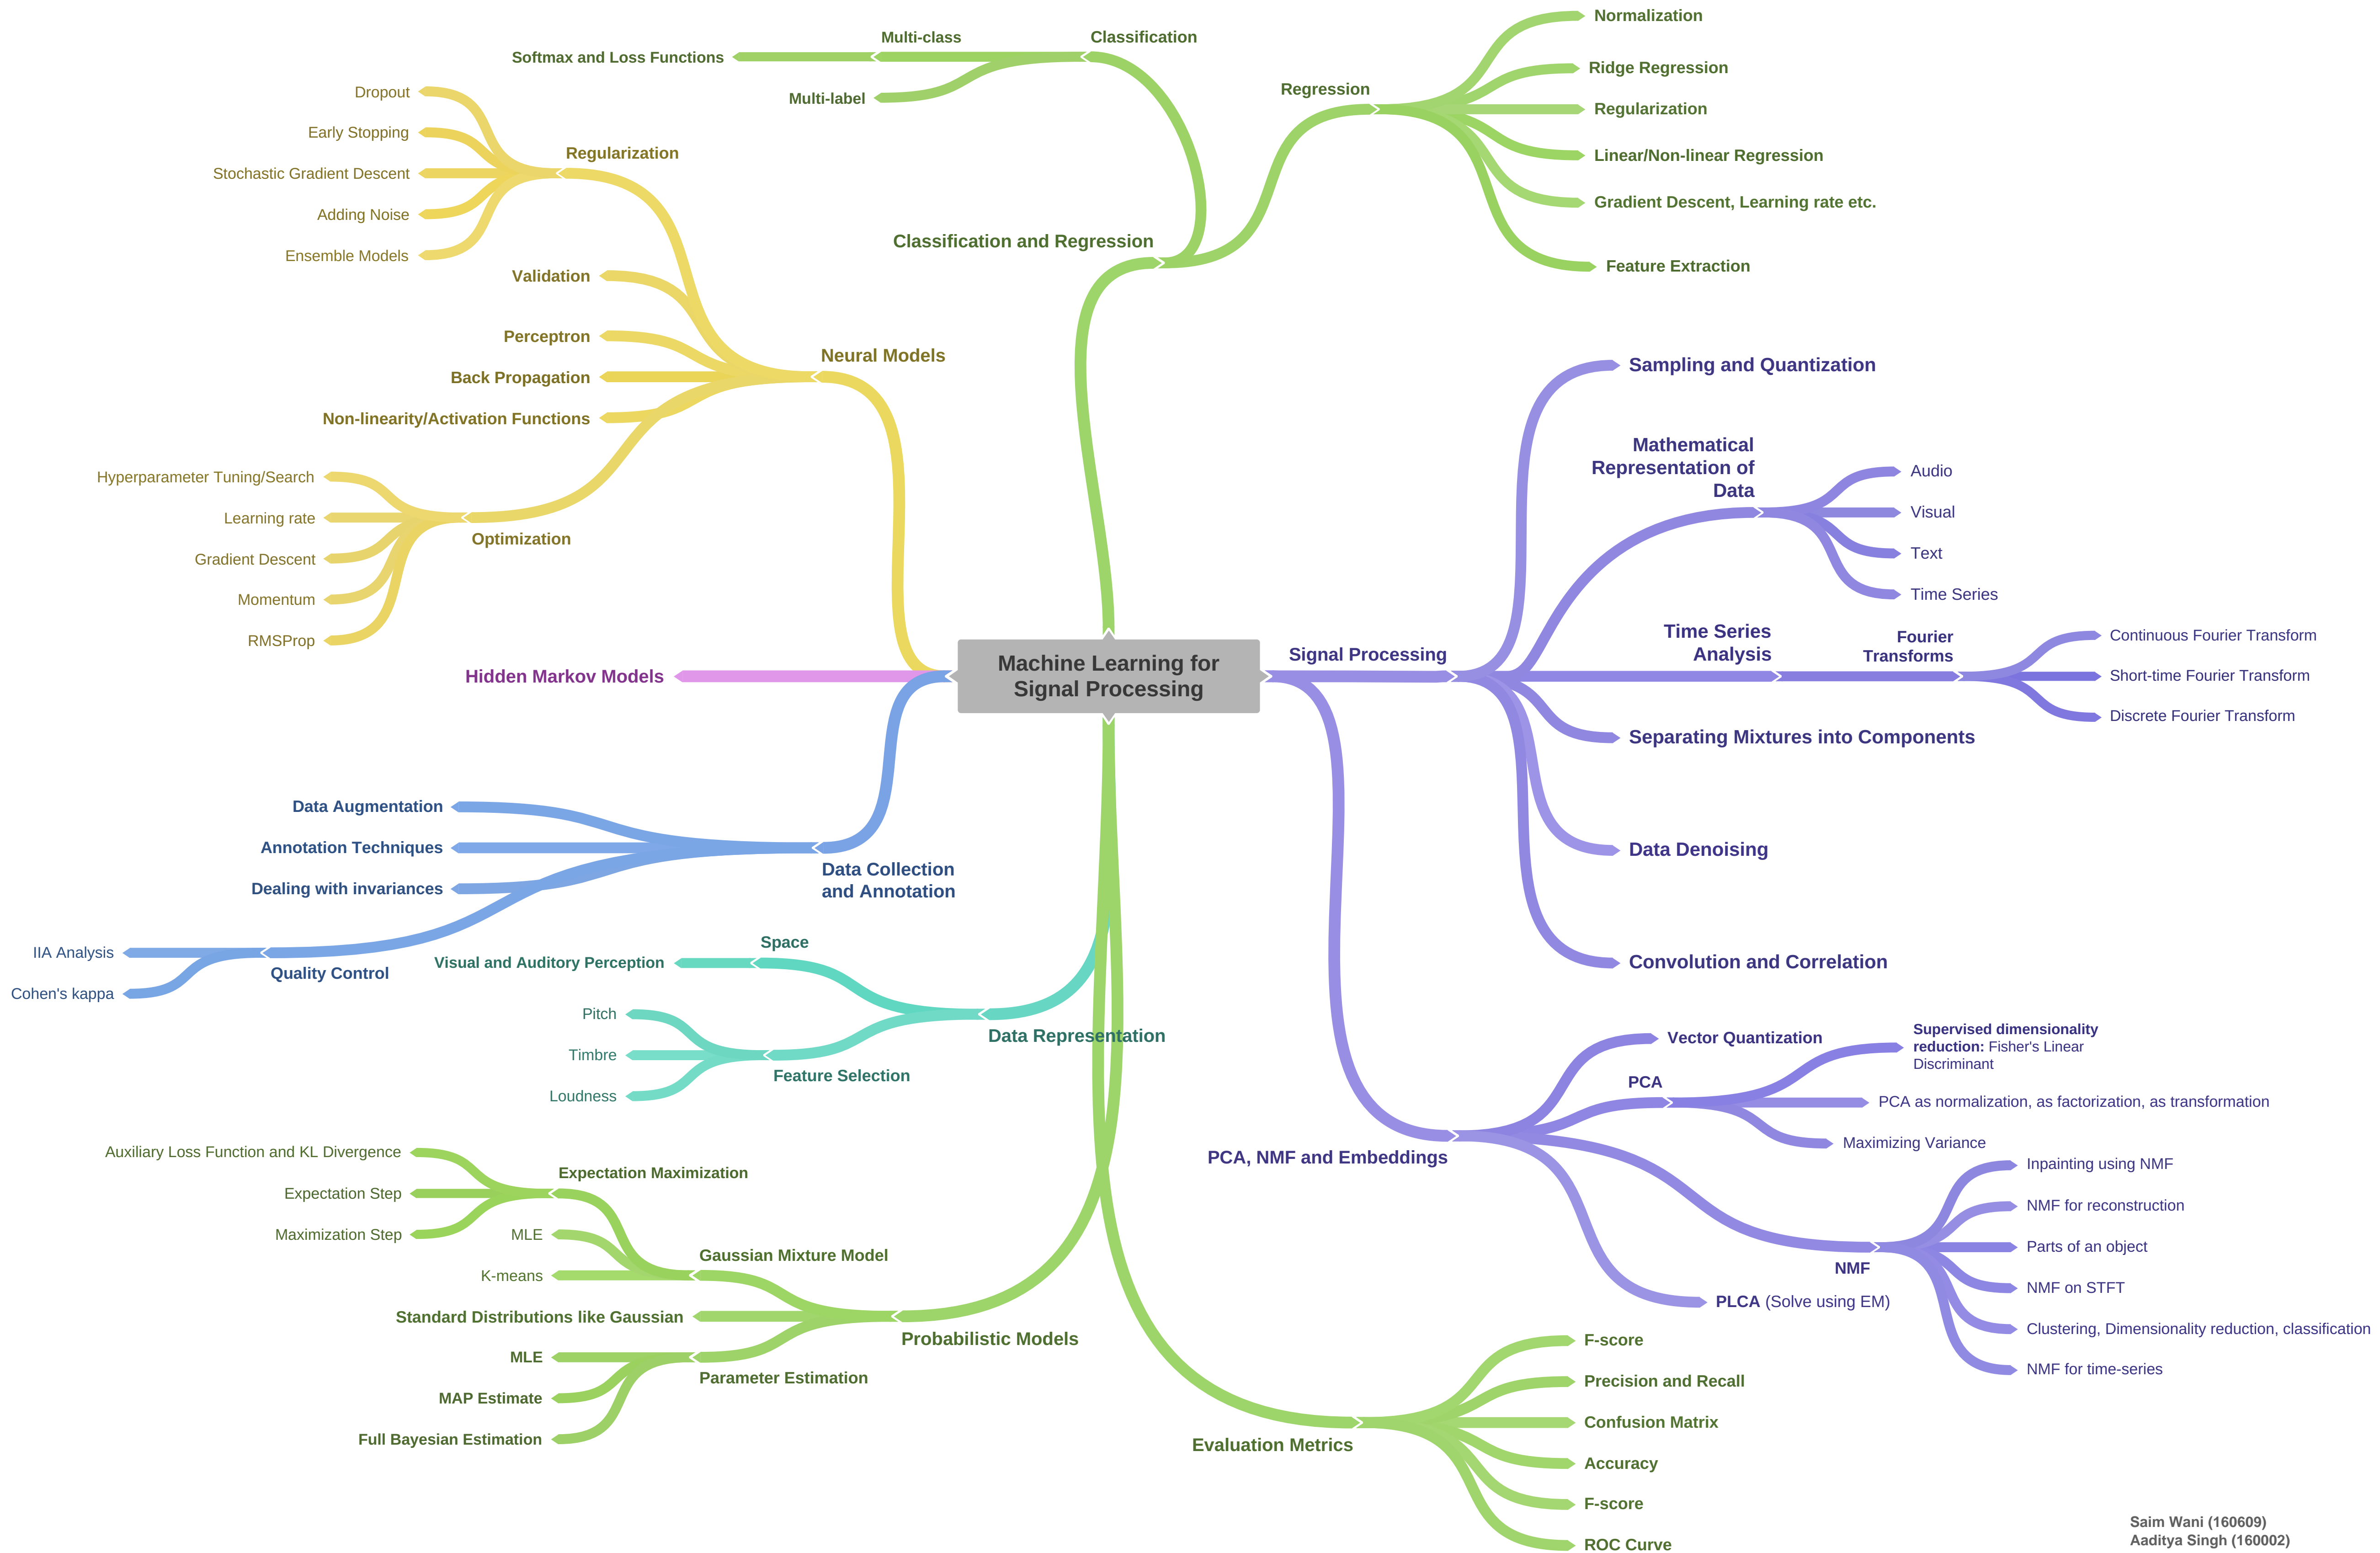 Machine Learning for
Signal Processing
Classification and Regression
Classification
Multi-class
Softmax and Loss Functions
Multi-label
Regression
Normalization
Ridge Regression
Regularization
Linear/Non-linear Regression
Gradient Descent, Learning rate etc.
Feature Extraction
Neural Models
Regularization
Dropout
Early Stopping
Stochastic Gradient Descent
Adding Noise
Ensemble Models
Validation
Perceptron
Back Propagation
Non-linearity/Activation Functions
Optimization
Hyperparameter Tuning/Search
Learning rate
Gradient Descent
Momentum
RMSProp
Hidden Markov Models
Data Collection
and Annotation
Data Augmentation
Annotation Techniques
Dealing with invariances
Quality Control
IIA Analysis
Cohen's kappa
Data Representation
Space
Visual and Auditory Perception
Feature Selection
Pitch
Timbre
Loudness
Probabilistic Models
Gaussian Mixture Model
Expectation Maximization
Auxiliary Loss Function and KL Divergence
Expectation Step
Maximization Step
MLE
K-means
Standard Distributions like Gaussian
Parameter Estimation
MLE
MAP Estimate
Full Bayesian Estimation
Signal Processing
Sampling and Quantization
Mathematical
Representation of
Data
Audio
Visual
Text
Time Series
Time Series
Analysis
Fourier
Transforms
Continuous Fourier Transform
Short-time Fourier Transform
Discrete Fourier Transform
Separating Mixtures into Components
Data Denoising
Convolution and Correlation
PCA, NMF and Embeddings
Vector Quantization
PCA
Supervised dimensionality
reduction: Fisher's Linear
Discriminant
PCA as normalization, as factorization, as transformation
Maximizing Variance
NMF
Inpainting using NMF
NMF for reconstruction
Parts of an object
NMF on STFT
Clustering, Dimensionality reduction, classification
NMF for time-series
PLCA (Solve using EM)
Evaluation Metrics
F-score
Precision and Recall
Confusion Matrix
Accuracy
F-score
ROC Curve
Saim Wani (160609)
Aaditya Singh (160002)